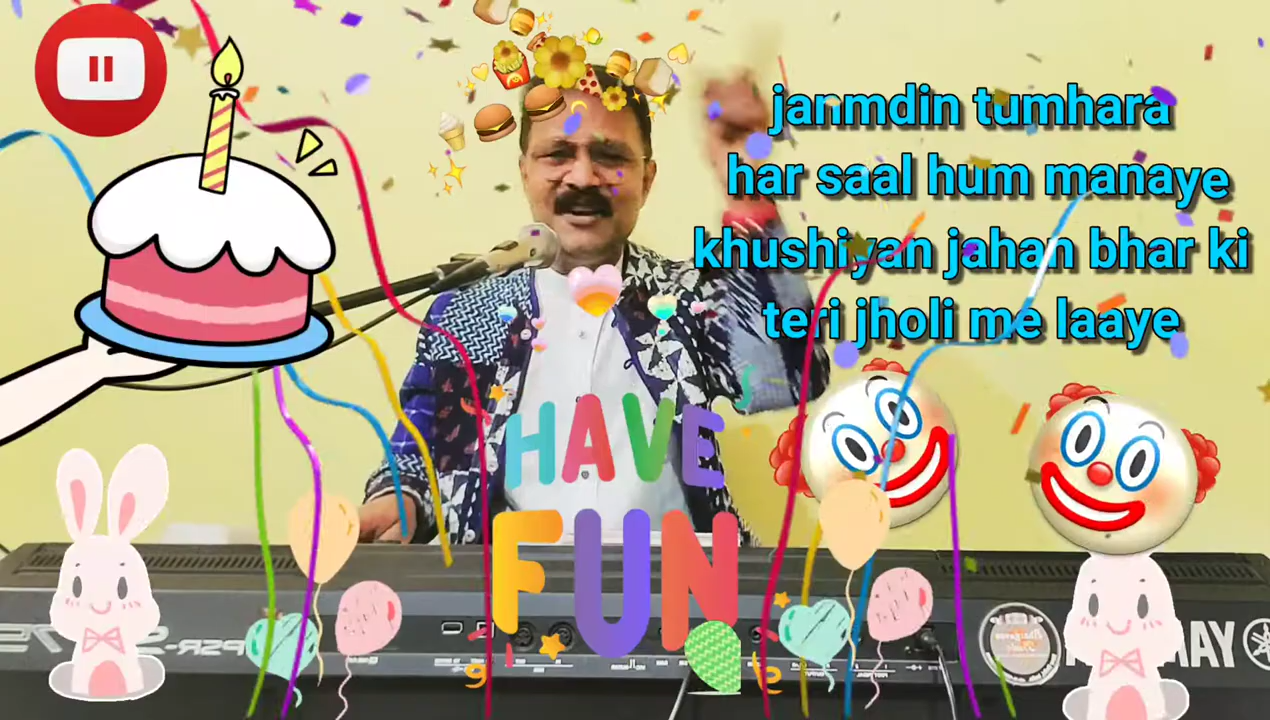 janmdin tumhara
har saal hum manaye
khushiyan jahan bhar ki
teri jholi me laaye
HAVE
FUN